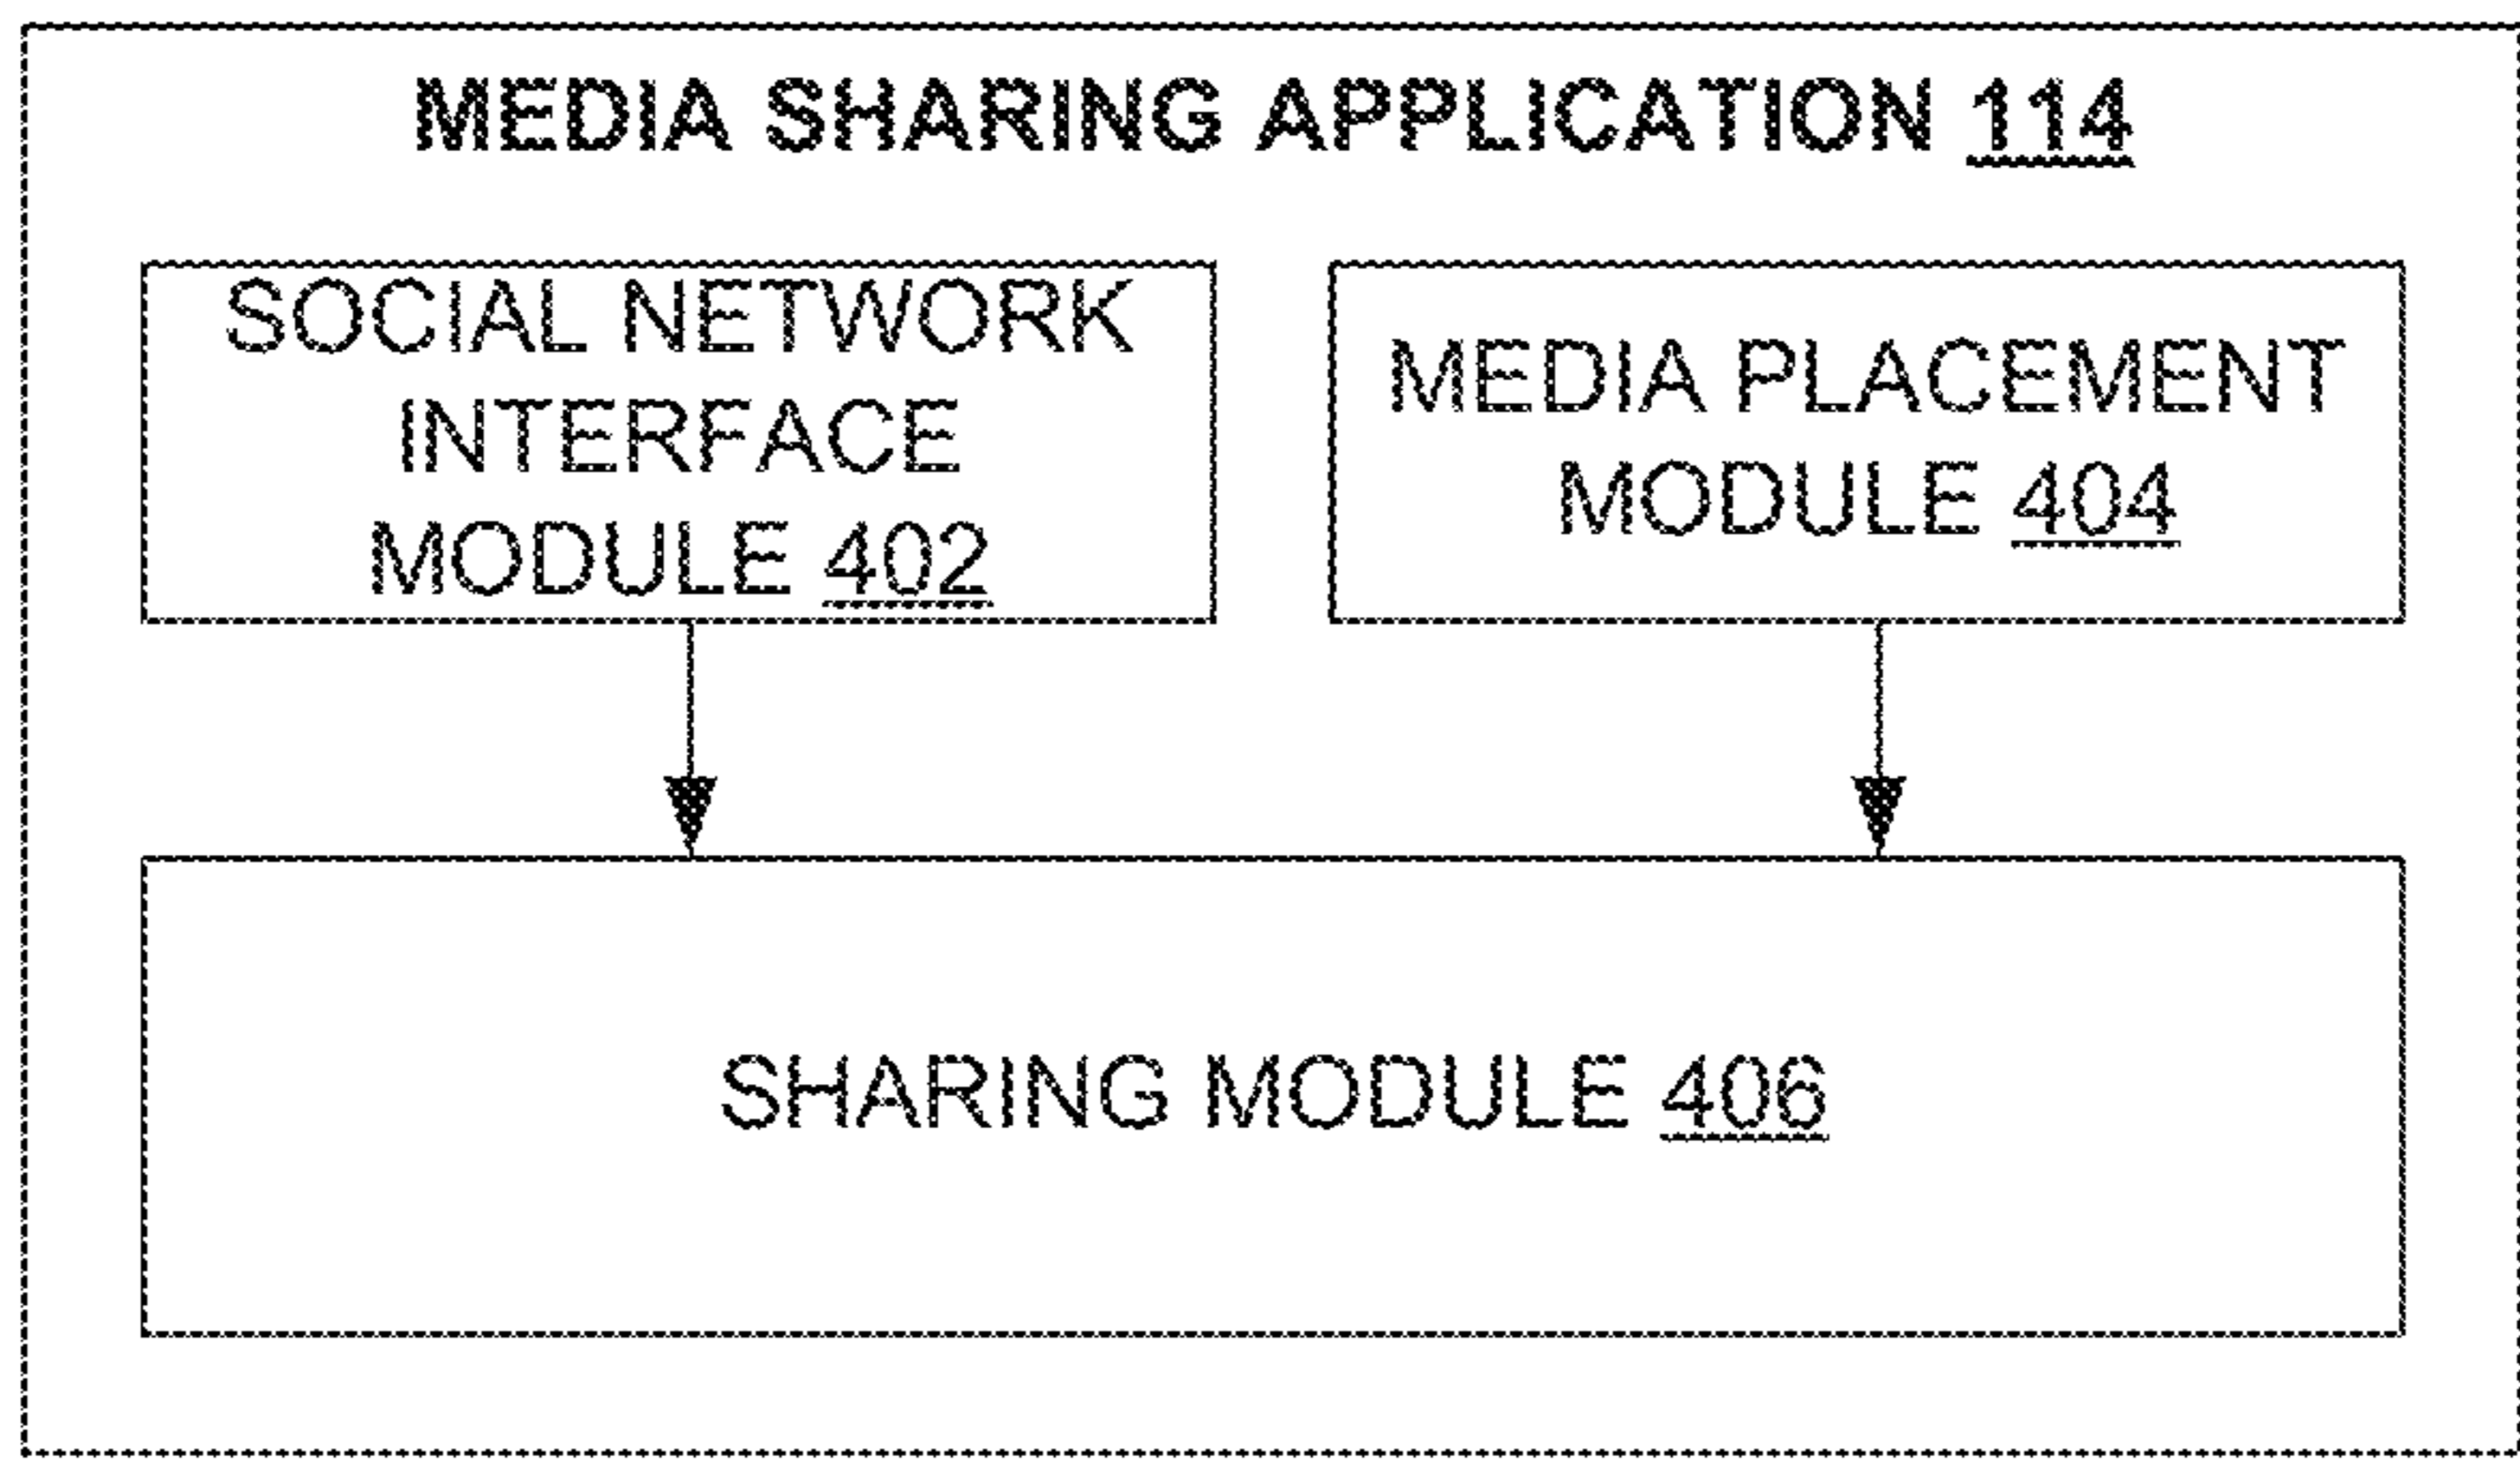 MEDIA SHARING APPLICATION 114
SOCIAL NETWORK
INTERFACE
MODULE 402
MEDIA PLACEMENT
MODULE 404
SHARING MODULE 406